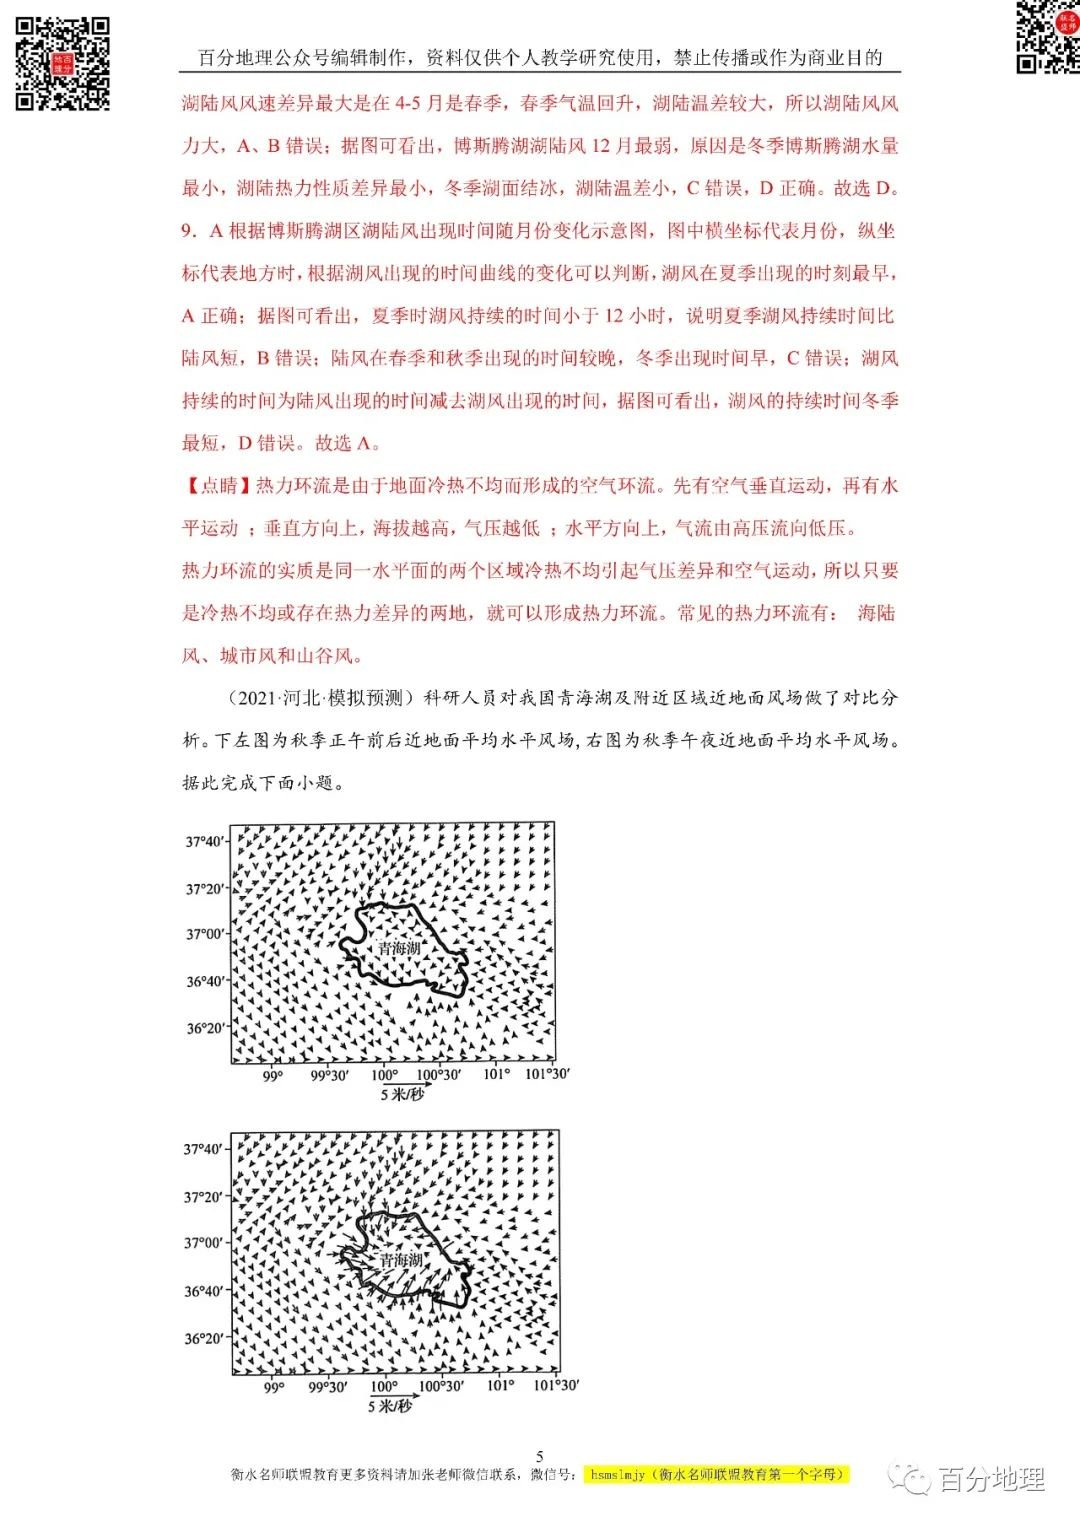 百分地理公众号编辑制作，资料仅供个人教学研究使用，禁止传播或作为商业目的
地百
理分
联名
盟师
湖陆风风速差异最大是在 4-5 月是春季，春季气温回升，湖陆温差较大，所以湖陆风风
力大，A、B 错误；据图可看出，博斯腾湖湖陆风 12 月最弱，原因是冬季博斯腾湖水量
最小，湖陆热力性质差异最小，冬季湖面结冰，湖陆温差小，C 错误，D 正确。故选 D。
9．A 根据博斯腾湖区湖陆风出现时间随月份变化示意图，图中横坐标代表月份，纵坐
标代表地方时，根据湖风出现的时间曲线的变化可以判断，湖风在夏季出现的时刻最早，
A 正确；据图可看出，夏季时湖风持续的时间小于 12 小时，说明夏季湖风持续时间比
陆风短，B 错误；陆风在春季和秋季出现的时间较晚，冬季出现时间早，C 错误；湖风
持续的时间为陆风出现的时间减去湖风出现的时间，据图可看出，湖风的持续时间冬季
最短，D 错误。故选 A。
【点睛】热力环流是由于地面冷热不均而形成的空气环流。先有空气垂直运动，再有水
平运动 ；垂直方向上，海拔越高，气压越低 ；水平方向上，气流由高压流向低压。
热力环流的实质是同一水平面的两个区域冷热不均引起气压差异和空气运动，所以只要
是冷热不均或存在热力差异的两地，就可以形成热力环流。常见的热力环流有： 海陆
风、城市风和山谷风。
（2021·河北·模拟预测）科研人员对我国青海湖及附近区域近地面风场做了对比分
析。下左图为秋季正午前后近地面平均水平风场，右图为秋季午夜近地面平均水平风场。
据此完成下面小题。
37°40′
37°20′
37°00′
36°40′
36°20′
青海湖
99° 99°30′ 100° 100°30′ 101° 101°30′
5 米/秒
37°40′
37°20′
37°00′
36°40′
36°20′
青海湖
99° 99°30′ 100° 100°30′ 101° 101°30′
5 米/秒
5
衡水名师联盟教育更多资料请加张老师微信联系，微信号： hsmslmjy（衡水名师联盟教育第一个字母）
百分地理